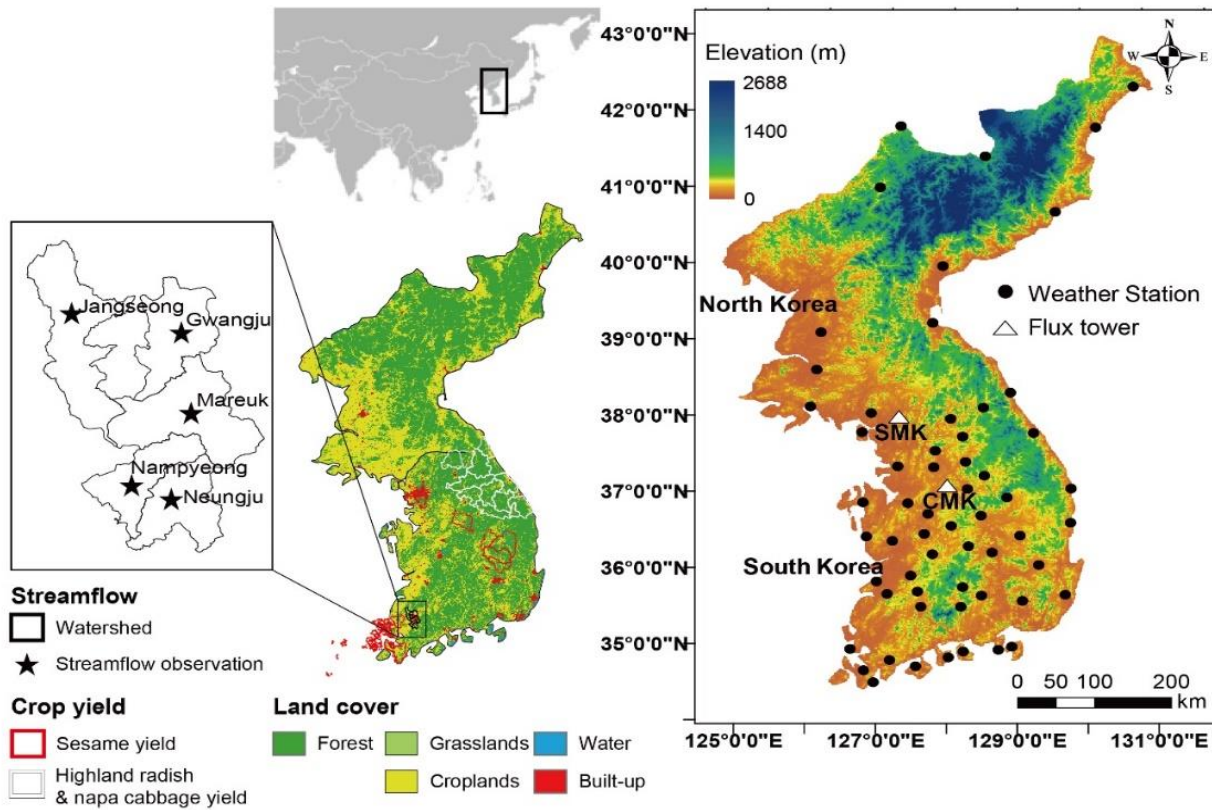 Jangseong
Gwangju
Mareuk
Nampyeong
Neungju
Streamflow
Watershed
Streamflow observation
Crop yield
Sesame yield
Highland radish
& napa cabbage yield
Land cover
Forest
Grasslands
Water
Croplands
Built-up
43°0'0"N
42°0'0"N
41°0'0"N
40°0'0"N
39°0'0"N
38°0'0"N
37°0'0"N
36°0'0"N
35°0'0"N
Elevation (m)
2688
1400
0
N
W E
S
North Korea
Weather Station
Flux tower
SMK
CMK
South Korea
0 50 100 200
km
125°0'0"E 127°0'0"E 129°0'0"E 131°0'0"E